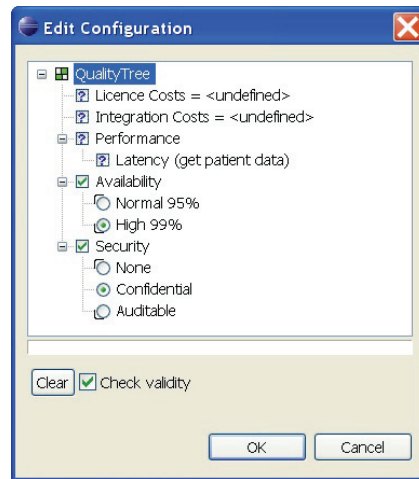 Edit Configuration
QualityTree
Licence Costs = <undefined>
Integration Costs = <undefined>
Performance
Latency (get patient data)
Availability
Normal 95%
High 99%
Security
None
Confidential
Auditable
Clear Check validity
OK Cancel